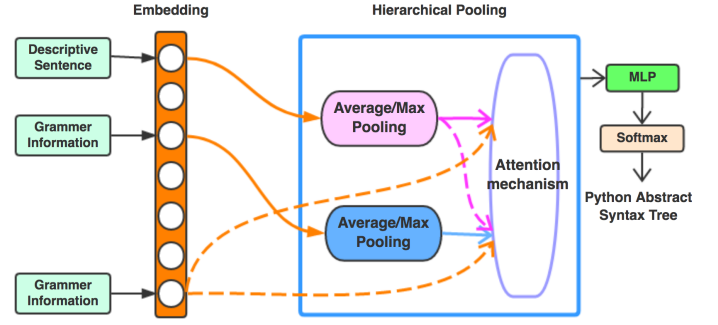 Embedding
Hierarchical Pooling
Descriptive
Sentence
Grammer
Information
Grammer
Information
Average/Max
Pooling
Average/Max
Pooling
Attention
mechanism
MLP
Softmax
Python Abstract
Syntax Tree